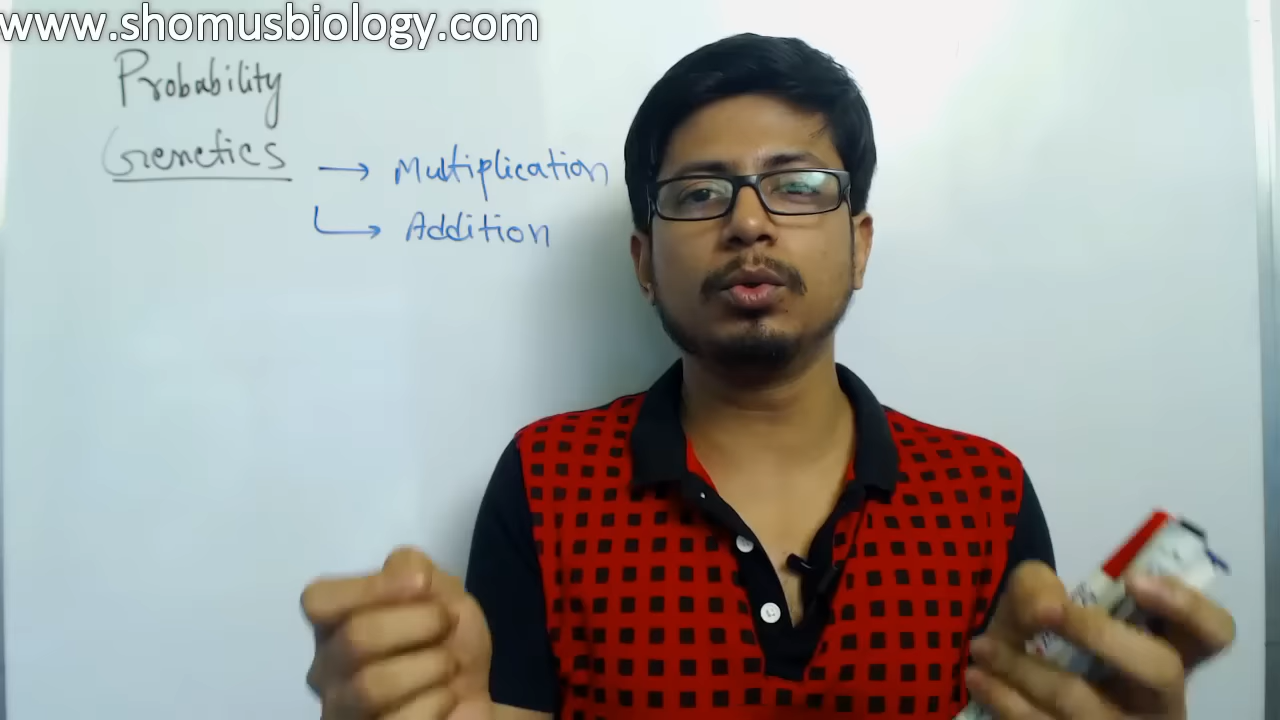 www.shomusbiology.com
Probability
Genetics → Multiplication
↳ Addition